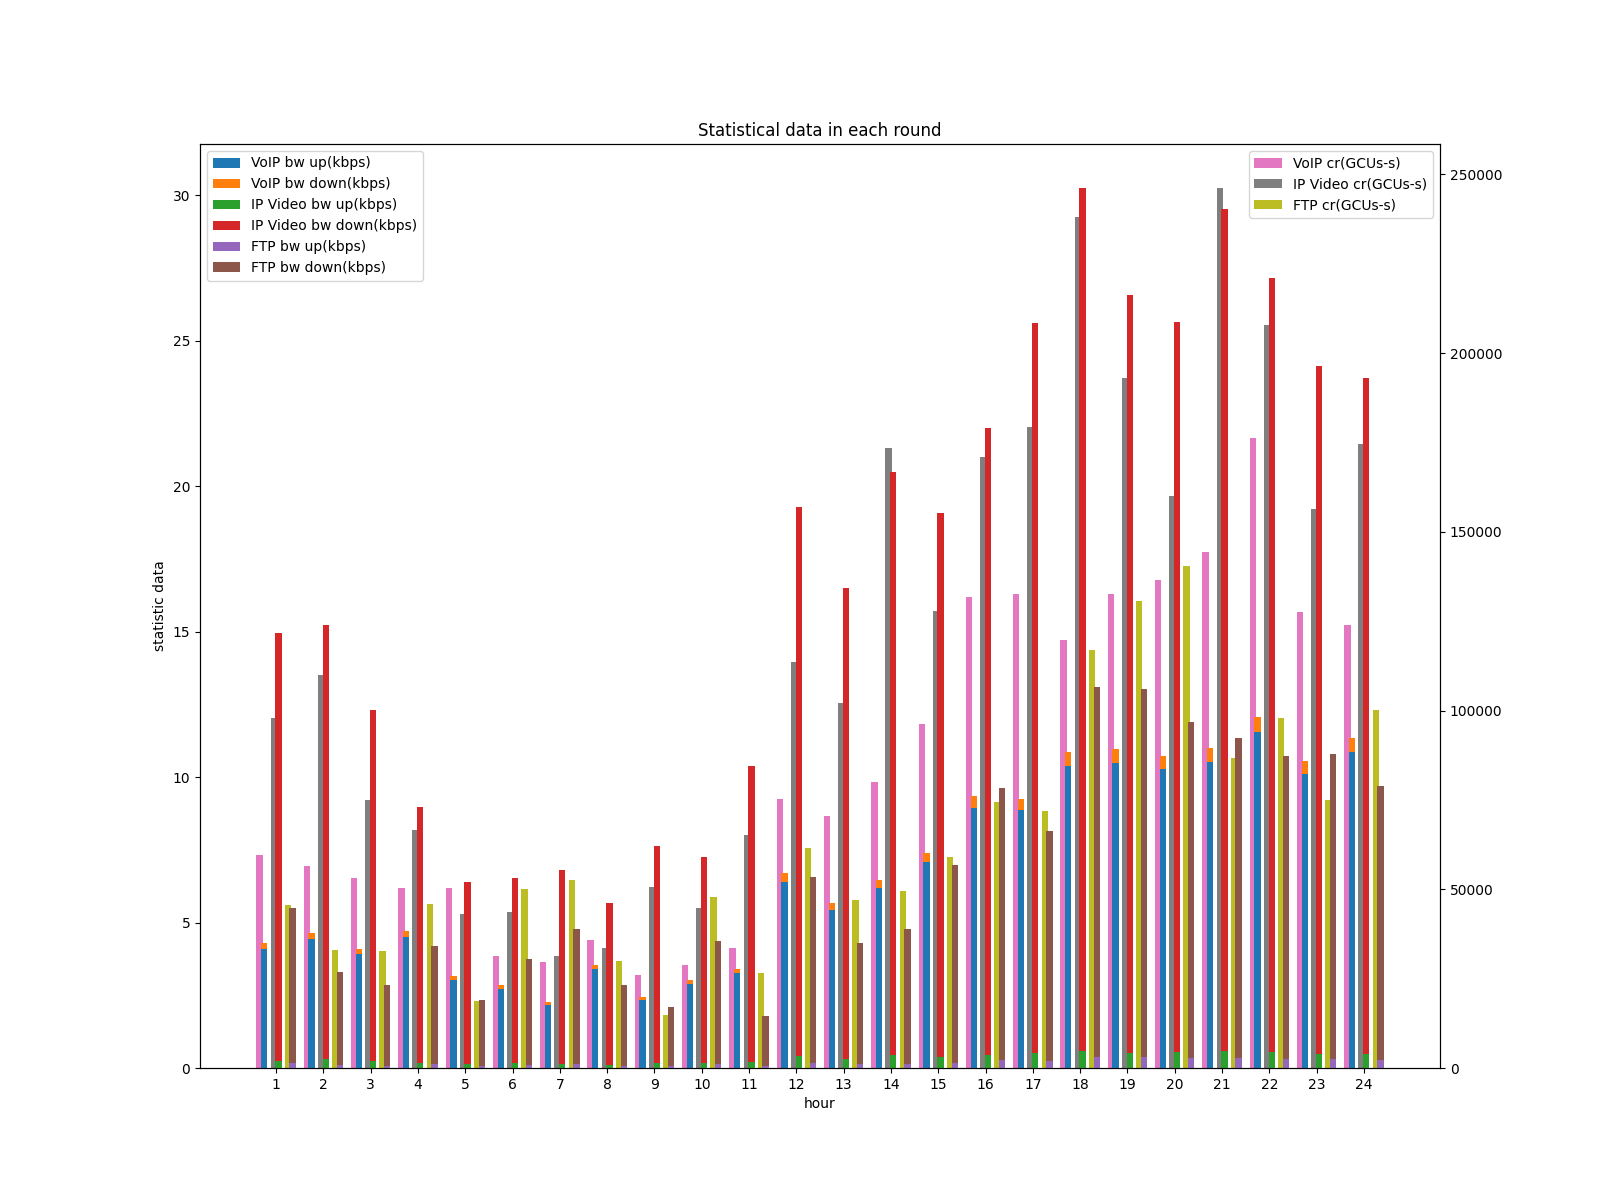 Statistical data in each round
VoIP bw up(kbps)
VoIP bw down(kbps)
IP Video bw up(kbps)
IP Video bw down(kbps)
FTP bw up(kbps)
FTP bw down(kbps)
VoIP cr(GCUs-s)
IP Video cr(GCUs-s)
FTP cr(GCUs-s)
30
25
20
15
10
5
0
statistic data
250000
200000
150000
100000
50000
0
1 2 3 4 5 6 7 8 9 10 11 12 13 14 15 16 17 18 19 20 21 22 23 24
hour